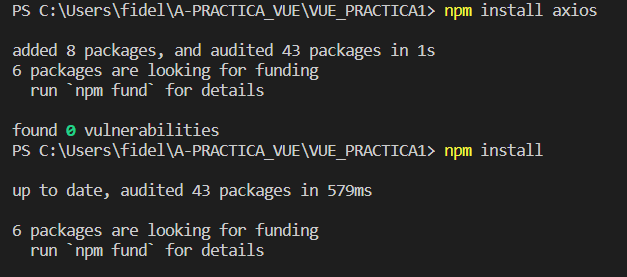 PS C:\Users\fidel\A-PRACTICA_VUE\VUE_PRACTICA1> npm install axios
added 8 packages, and audited 43 packages in 1s
6 packages are looking for funding
  run `npm fund` for details
found 0 vulnerabilities
PS C:\Users\fidel\A-PRACTICA_VUE\VUE_PRACTICA1> npm install
up to date, audited 43 packages in 579ms
6 packages are looking for funding
  run `npm fund` for details